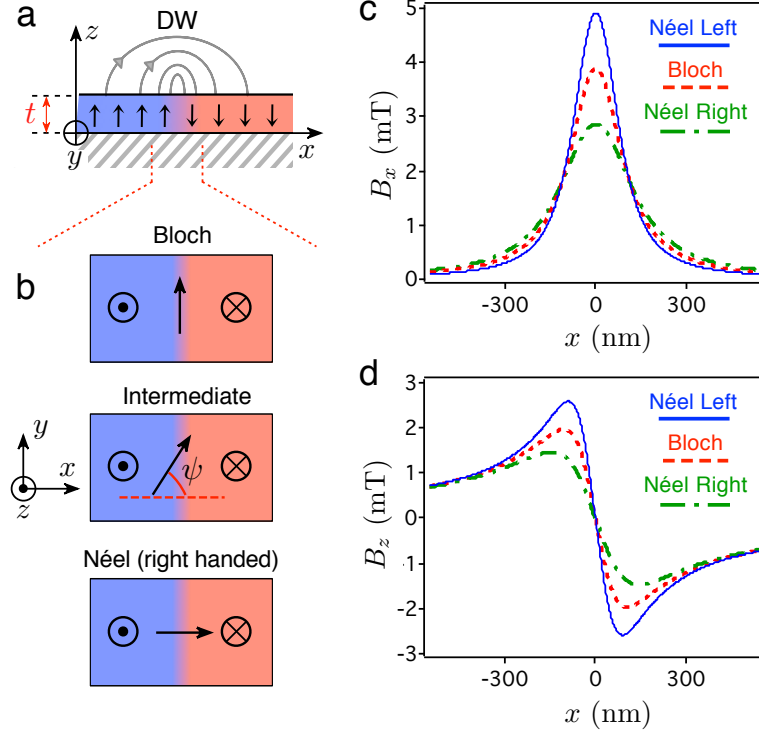 a
DW
z
t
y
x
b
Bloch
Intermediate
y
x
z
ψ
Néel (right handed)
c
5
4
3
2
1
0
Bx (mT)
Néel Left
Bloch
Néel Right
-300
0
300
x (nm)
d
3
2
1
0
1
-2
-3
Bz (mT)
Néel Left
Bloch
Néel Right
-300
0
300
x (nm)